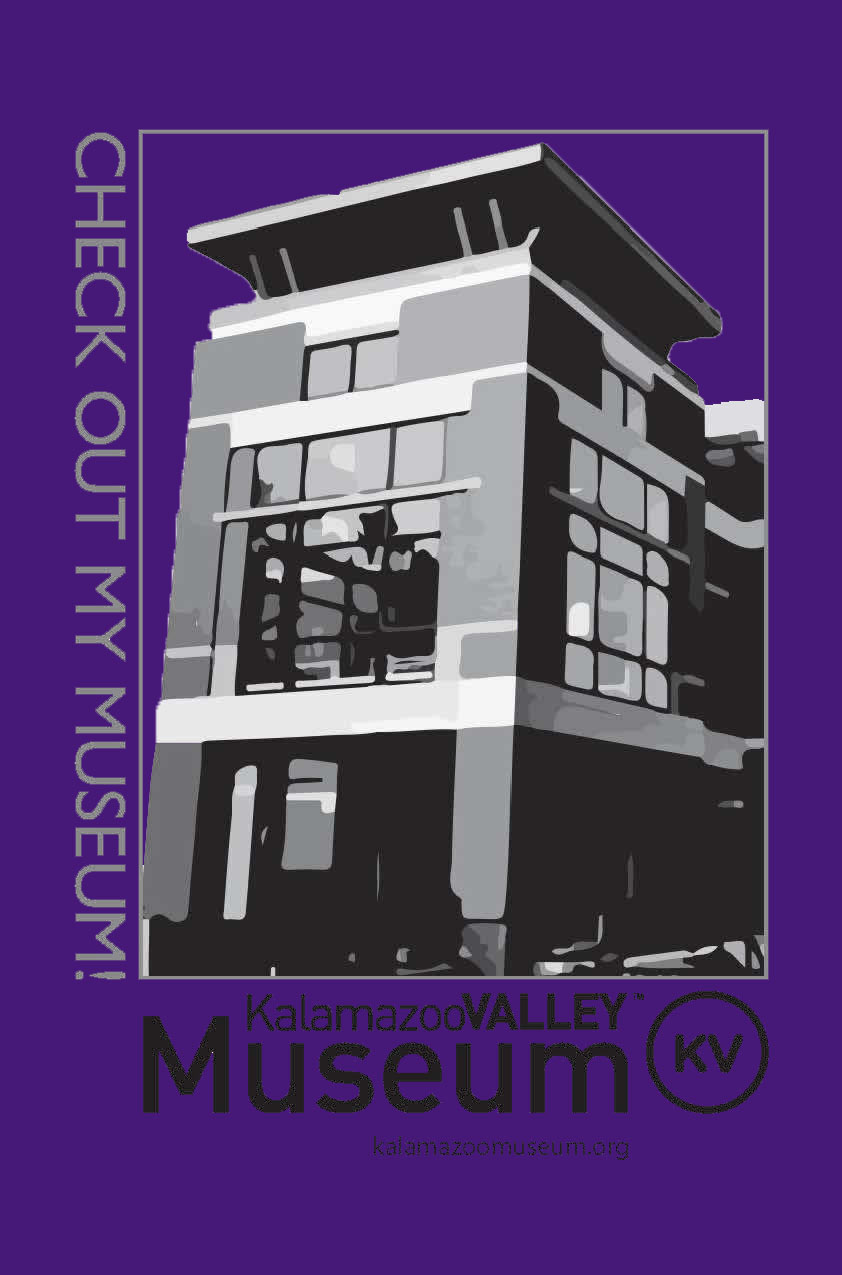 CHECK OUT MY MUSEUM!
KalamazooVALLEY™
Museum
KV
kalamazoomuseum.org